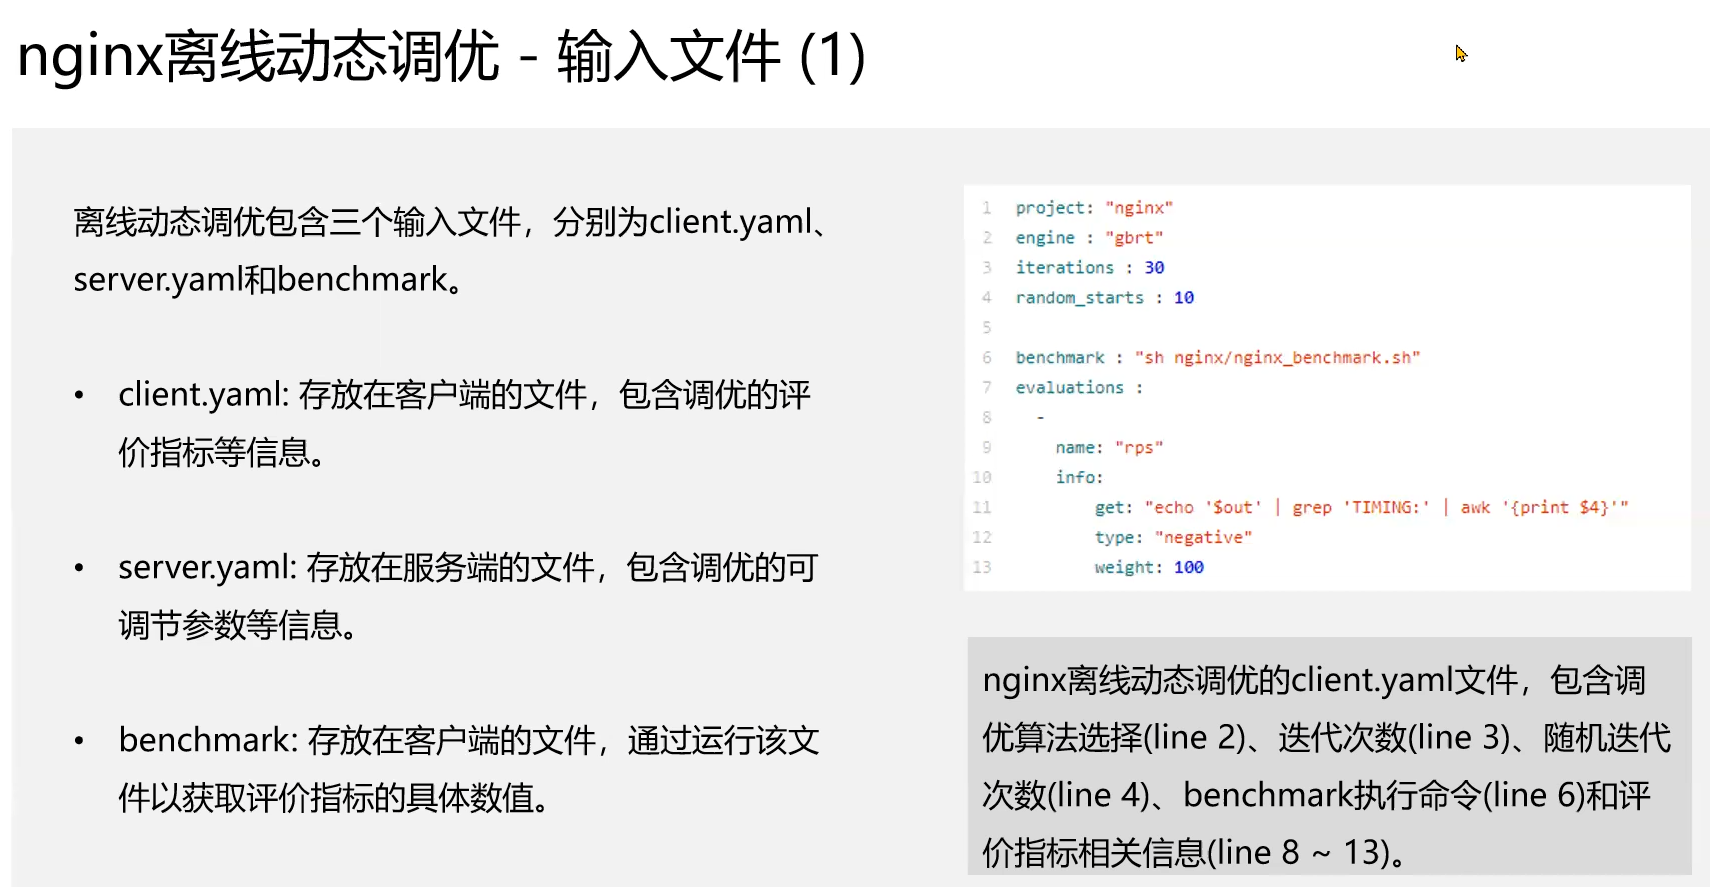 nginx离线动态调优 - 输入文件 (1)
离线动态调优包含三个输入文件，分别为client.yaml、
server.yaml和benchmark。
• client.yaml: 存放在客户端的文件，包含调优的评
价指标等信息。
• server.yaml: 存放在服务端的文件，包含调优的可
调节参数等信息。
• benchmark: 存放在客户端的文件，通过运行该文
件以获取评价指标的具体数值。
1 project: "nginx"
2 engine : "gbrt"
3 iterations : 30
4 random_starts : 10
5
6 benchmark : "sh nginx/nginx_benchmark.sh"
7 evaluations :
8 -
9 name: "rps"
10 info:
11 get: "echo '$out' | grep 'TIMING:' | awk '{print $4}'"
12 type: "negative"
13 weight: 100
nginx离线动态调优的client.yaml文件，包含调
优算法选择(line 2)、迭代次数(line 3)、随机迭代
次数(line 4)、benchmark执行命令(line 6)和评
价指标相关信息(line 8 ~ 13)。